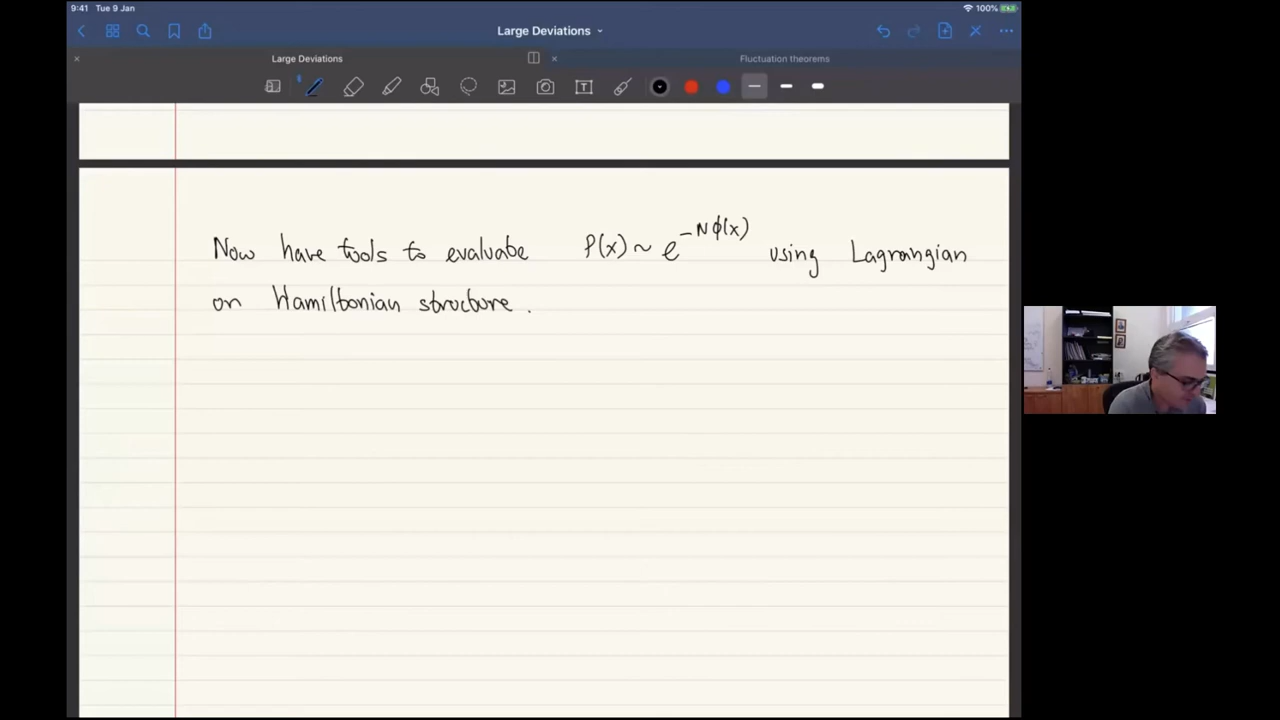 9:41 Tue 9 Jan
100%
Large Deviations
Large Deviations
Fluctuation theorems
Now have tools to evaluate P(x) ~ e^{-Nϕ(x)} using Lagrangian
on Hamiltonian structure.